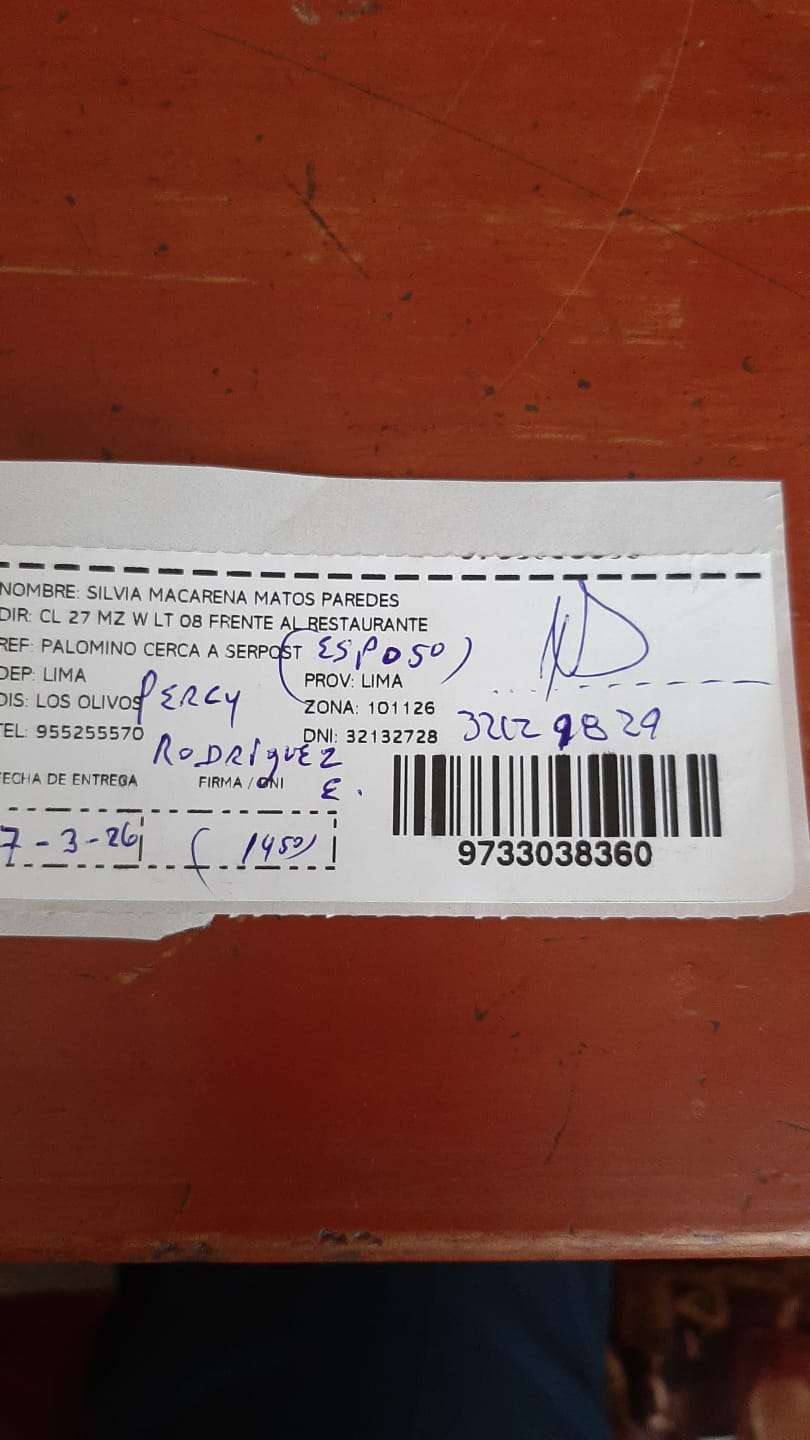 NOMBRE: SILVIA MACARENA MATOS PAREDES
DIR: CL 27 MZ W LT 08 FRENTE AL RESTAURANTE
REF: PALOMINO CERCA A SERPOST (ESPOSO)
DEP: LIMA PROV: LIMA
DIS: LOS OLIVOS PERCY ZONA: 101126
TEL: 955255570 DNI: 32132728
RODRÍGUEZ
FECHA DE ENTREGA FIRMA / DNI E.
7-3-26 (1450)
9733038360